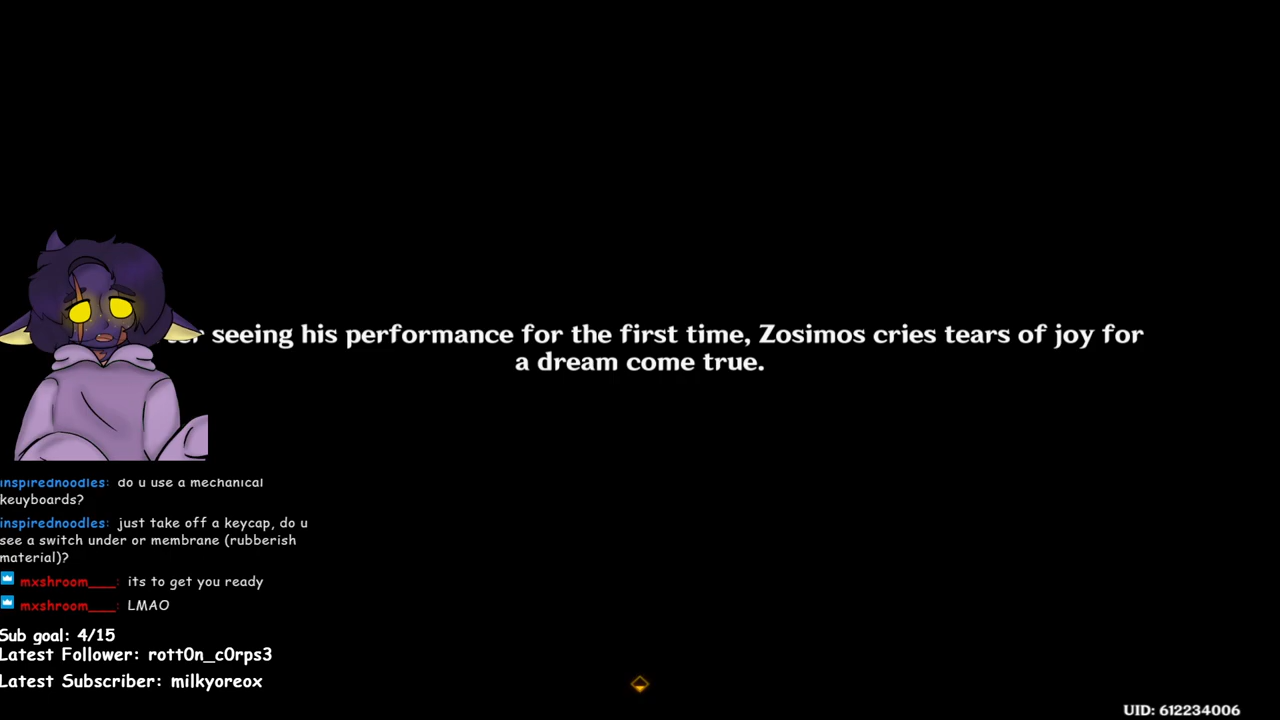 seeing his performance for the first time, Zosimos cries tears of joy for
a dream come true.
inspirednoodles: do u use a mechanical
keuyboards?
inspirednoodles: just take off a keycap, do u
see a switch under or membrane (rubberish
material)?
mxshroom___: its to get you ready
mxshroom___: LMAO
Sub goal: 4/15
Latest Follower: rott0n_c0rps3
Latest Subscriber: milkyoreox
UID: 612234006